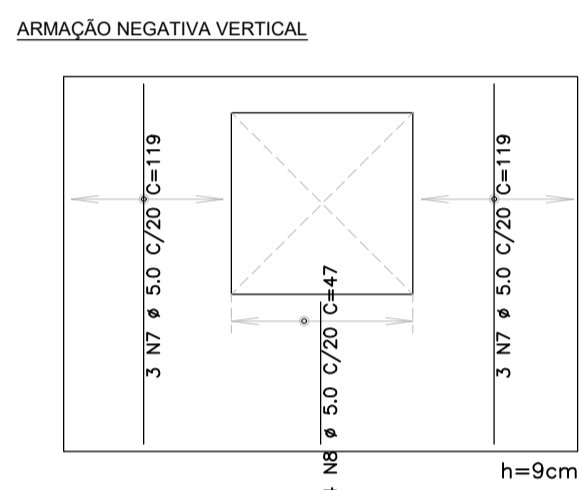 ARMAÇÃO NEGATIVA VERTICAL
3 N7 ø 5.0 C/20 C=119
N8 ø 5.0 C/20 C=47
3 N7 ø 5.0 C/20 C=119
h=9cm